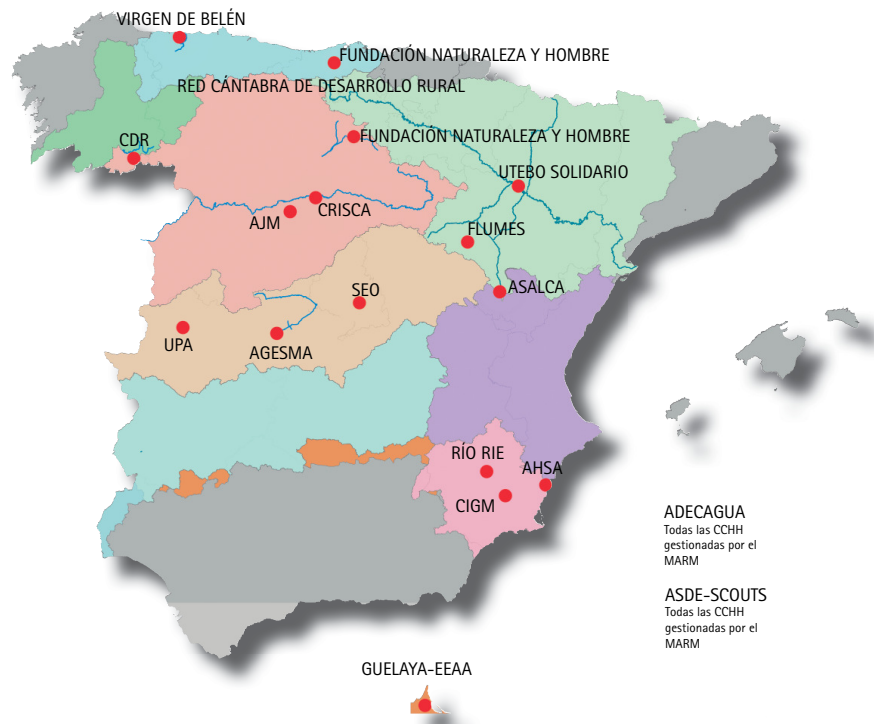 VIRGEN DE BELÉN
FUNDACIÓN NATURALEZA Y HOMBRE
RED CÁNTABRA DE DESARROLLO RURAL
CDR
FUNDACIÓN NATURALEZA Y HOMBRE
UTEBO SOLIDARIO
CRISCA
AJM
FLUMES
ASALCA
SEO
UPA
AGESMA
RÍO RIE
AHSA
CIGM
ADECAGUA
Todas las CCHH
gestionadas por el
MARM
ASDE-SCOUTS
Todas las CCHH
gestionadas por el
MARM
GUELAYA-EEAA